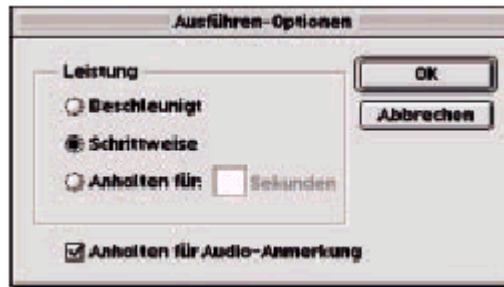 Ausführen-Optionen
Leistung
Beschleunigt
Schrittweise
Anhalten für: Sekunden
Anhalten für Audio-Anmerkung
OK
Abbrechen